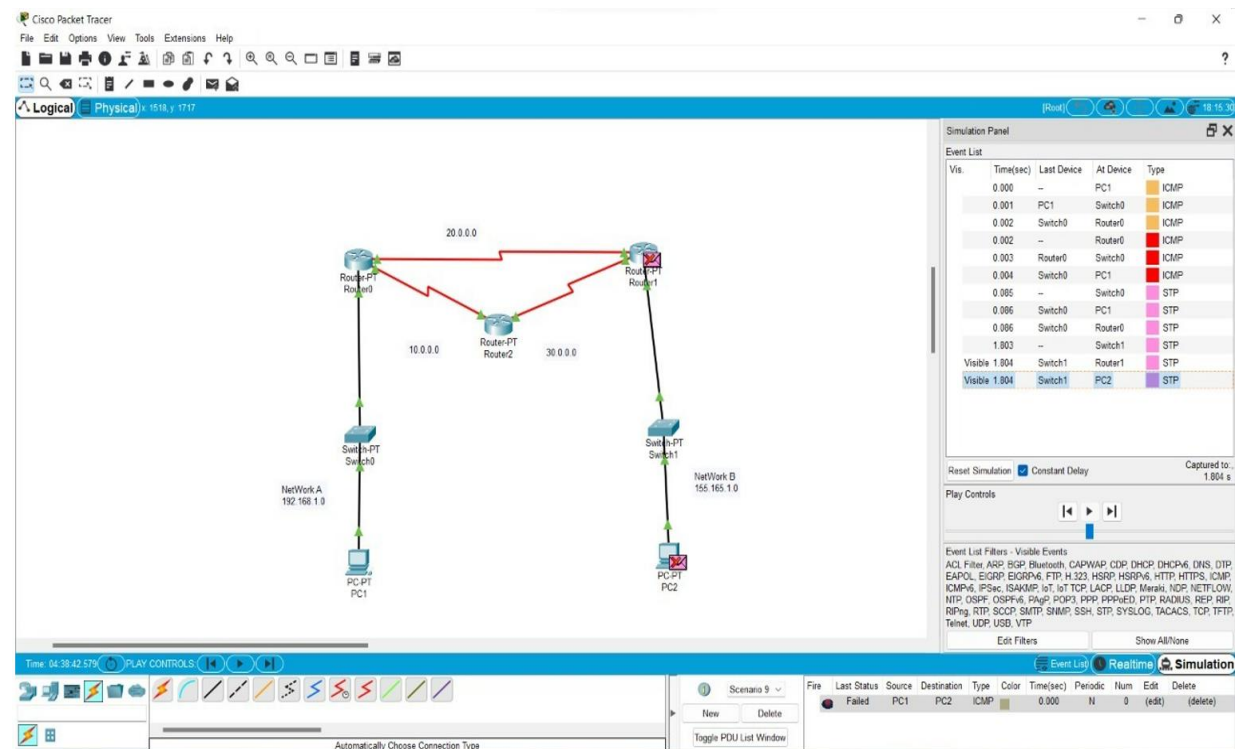 Cisco Packet Tracer
File Edit Options View Tools Extensions Help
?
Logical Physical x: 1518, y: 1717 [Root] 18:15:30
Simulation Panel
Event List
Vis. Time(sec) Last Device At Device Type
0.000 -- PC1 ICMP
0.001 PC1 Switch0 ICMP
0.002 Switch0 Router0 ICMP
0.002 -- Router0 ICMP
0.003 Router0 Switch0 ICMP
0.004 Switch0 PC1 ICMP
0.085 -- Switch0 STP
0.086 Switch0 PC1 STP
0.086 Switch0 Router0 STP
1.803 -- Switch1 STP
Visible 1.804 Switch1 Router1 STP
Visible 1.804 Switch1 PC2 STP
Reset Simulation Constant Delay Captured to:
1.804 s
Play Controls
Event List Filters - Visible Events
ACL Filter, ARP, BGP, Bluetooth, CAPWAP, CDP, DHCP, DHCPv6, DNS, DTP,
EAPOL, EIGRP, EIGRPv6, FTP, H.323, HSRP, HSRPv6, HTTP, HTTPS, ICMP,
ICMPv6, IPSec, ISAKMP, IoT, IoT TCP, LACP, LLDP, Meraki, NDP, NETFLOW,
NTP, OSPF, OSPFv6, PAgP, POP3, PPP, PPPoED, PTP, RADIUS, REP, RIP,
RIPng, RTP, SCCP, SMTP, SNMP, SSH, STP, SYSLOG, TACACS, TCP, TFTP,
Telnet, UDP, USB, VTP
Edit Filters Show All/None
20.0.0.0
Router-PT
Router0
Router-PT
Router1
Router-PT
Router2
10.0.0.0
30.0.0.0
Switch-PT
Switch0
Switch-PT
Switch1
NetWork A
192.168.1.0
NetWork B
155.165.1.0
PC-PT
PC1
PC-PT
PC2
Time: 04:38:42.579 PLAY CONTROLS: Event List Realtime Simulation
Scenario 9
New Delete
Toggle PDU List Window
Fire Last Status Source Destination Type Color Time(sec) Periodic Num Edit Delete
Failed PC1 PC2 ICMP 0.000 N 0 (edit) (delete)
Automatically Choose Connection Type